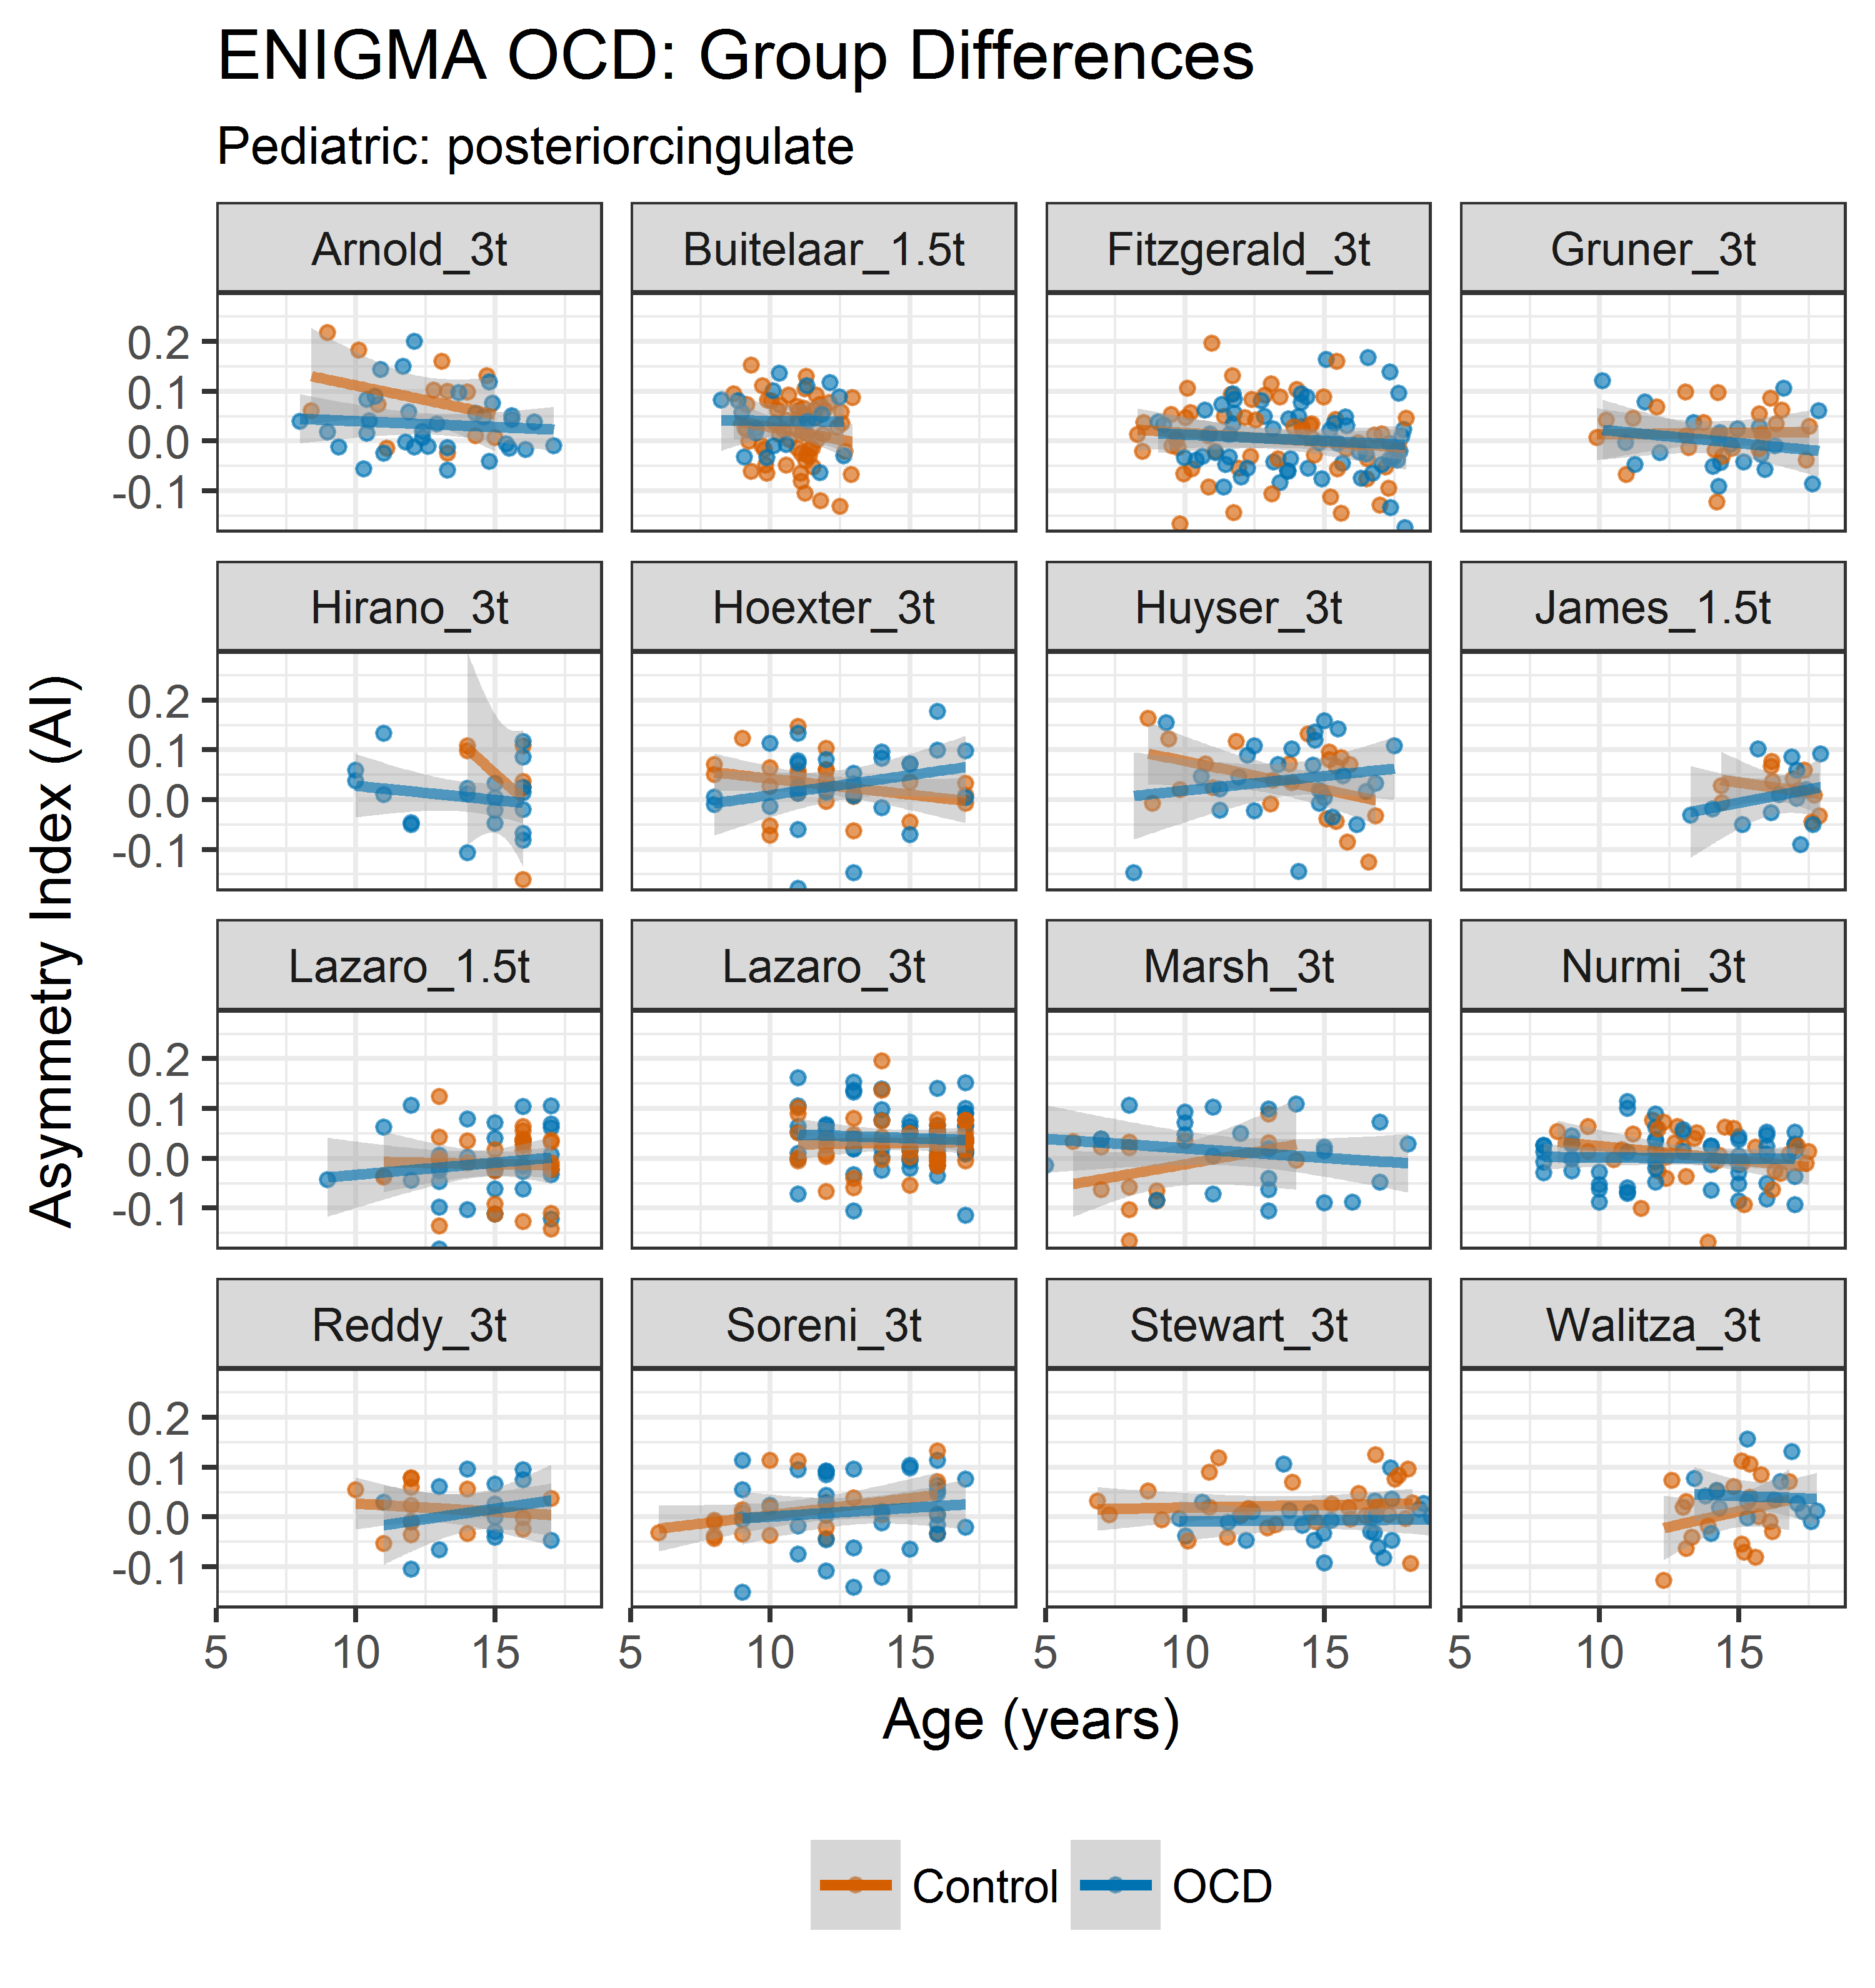 ENIGMA OCD: Group Differences
Pediatric: posteriorcingulate
Arnold_3t Buitelaar_1.5t Fitzgerald_3t Gruner_3t
0.2
0.1
0.0
-0.1
Hirano_3t Hoexter_3t Huyser_3t James_1.5t
0.2
0.1
0.0
-0.1
Lazaro_1.5t Lazaro_3t Marsh_3t Nurmi_3t
0.2
0.1
0.0
-0.1
Reddy_3t Soreni_3t Stewart_3t Walitza_3t
0.2
0.1
0.0
-0.1
5 10 15 5 10 15 5 10 15 5 10 15
Asymmetry Index (AI)
Age (years)
Control OCD